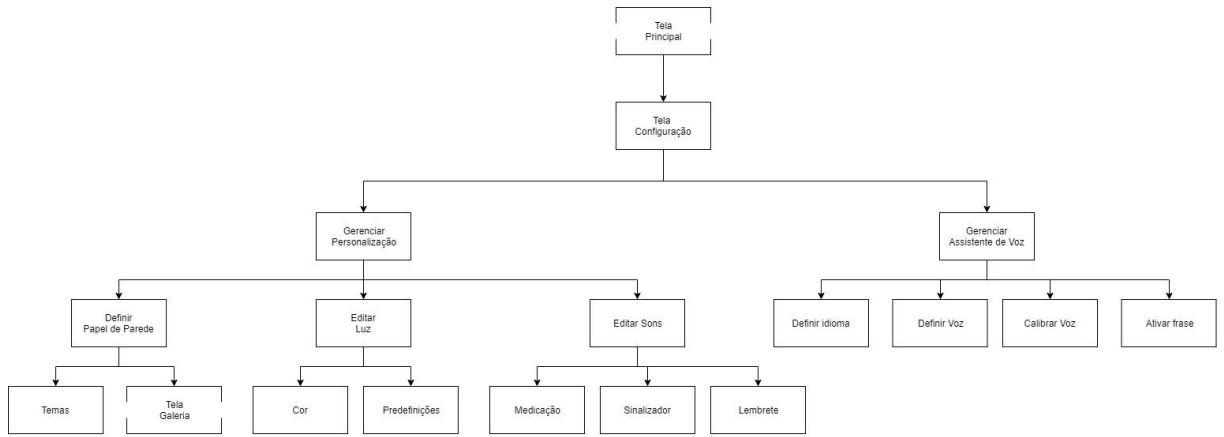 Tela
Principal
Tela
Configuração
Gerenciar
Personalização
Gerenciar
Assistente de Voz
Definir
Papel de Parede
Editar
Luz
Editar Sons
Definir idioma
Definir Voz
Calibrar Voz
Ativar frase
Temas
Tela
Galeria
Cor
Predefinições
Medicação
Sinalizador
Lembrete